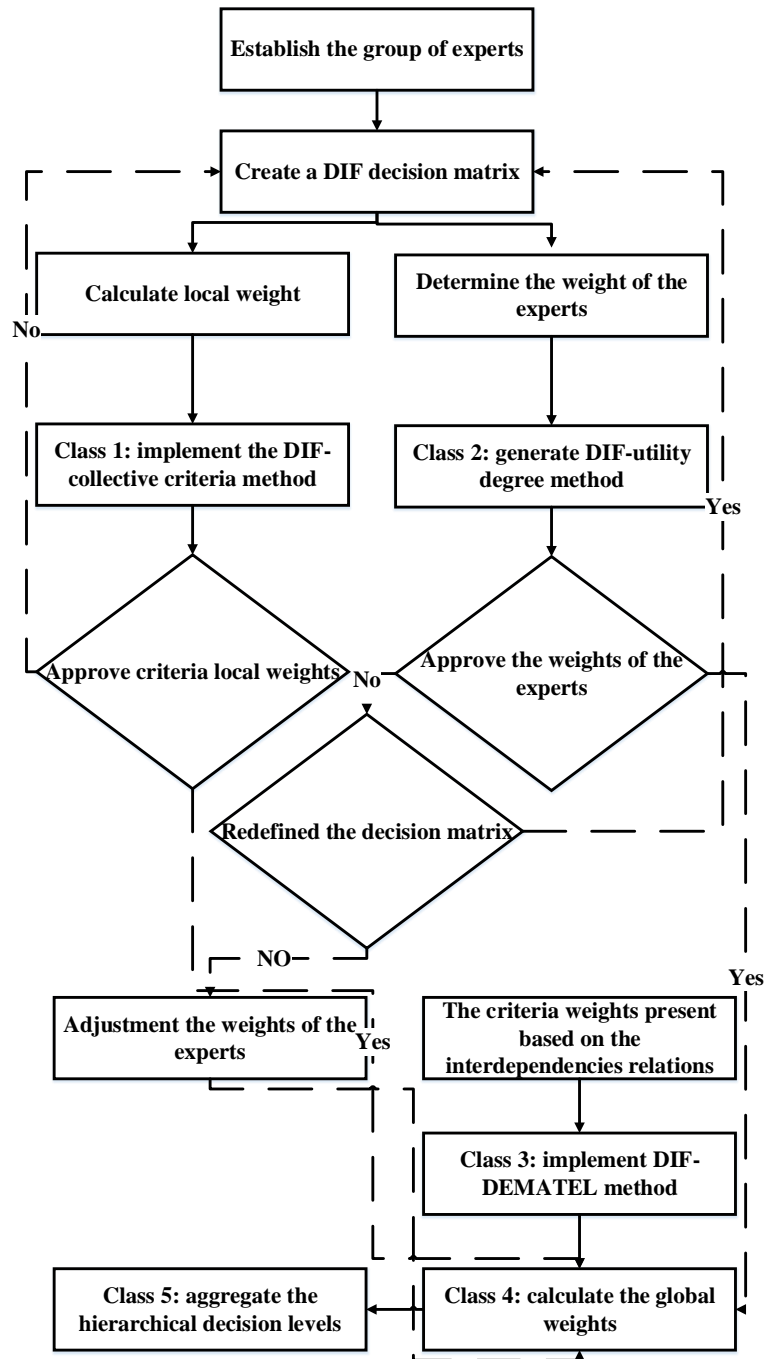 Establish the group of experts
Create a DIF decision matrix
Calculate local weight
Determine the weight of the
experts
No
Class 1: implement the DIF-
collective criteria method
Class 2: generate DIF-utility
degree method
Yes
Approve criteria local weights
No
Approve the weights of the
experts
Redefined the decision matrix
NO
Yes
Adjustment the weights of the
experts
Yes
The criteria weights present
based on the
interdependencies relations
Class 3: implement DIF-
DEMATEL method
Class 5: aggregate the
hierarchical decision levels
Class 4: calculate the global
weights